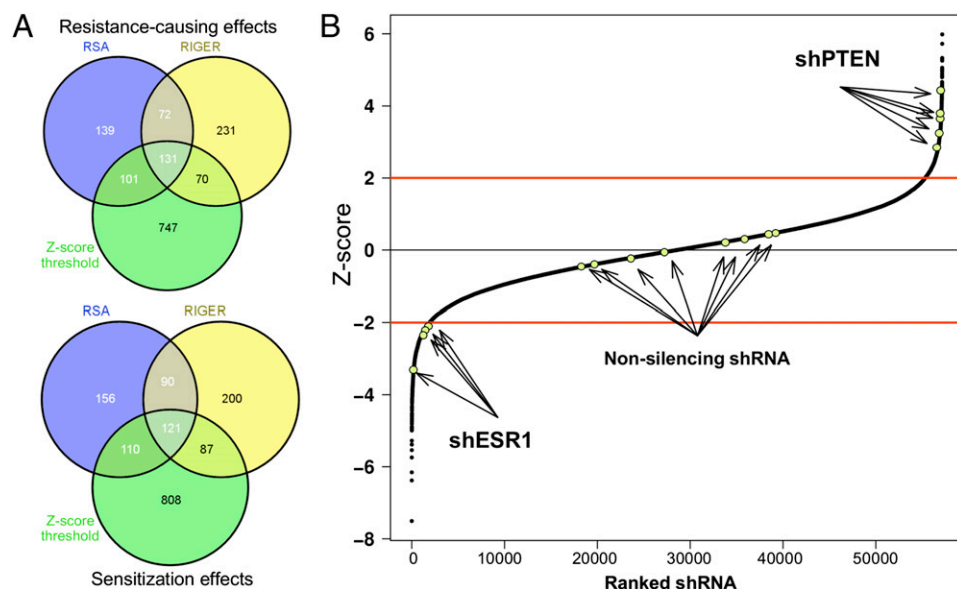 A
Resistance-causing effects
RSA
RIGER
72
139
231
131
101
70
747
Z-score
threshold
RSA
RIGER
90
156
200
121
110
87
808
Z-score
threshold
Sensitization effects
B
Z-score
6
4
2
0
−2
−4
−6
−8
shPTEN
Non-silencing shRNA
shESR1
0
10000
20000
30000
40000
50000
Ranked shRNA